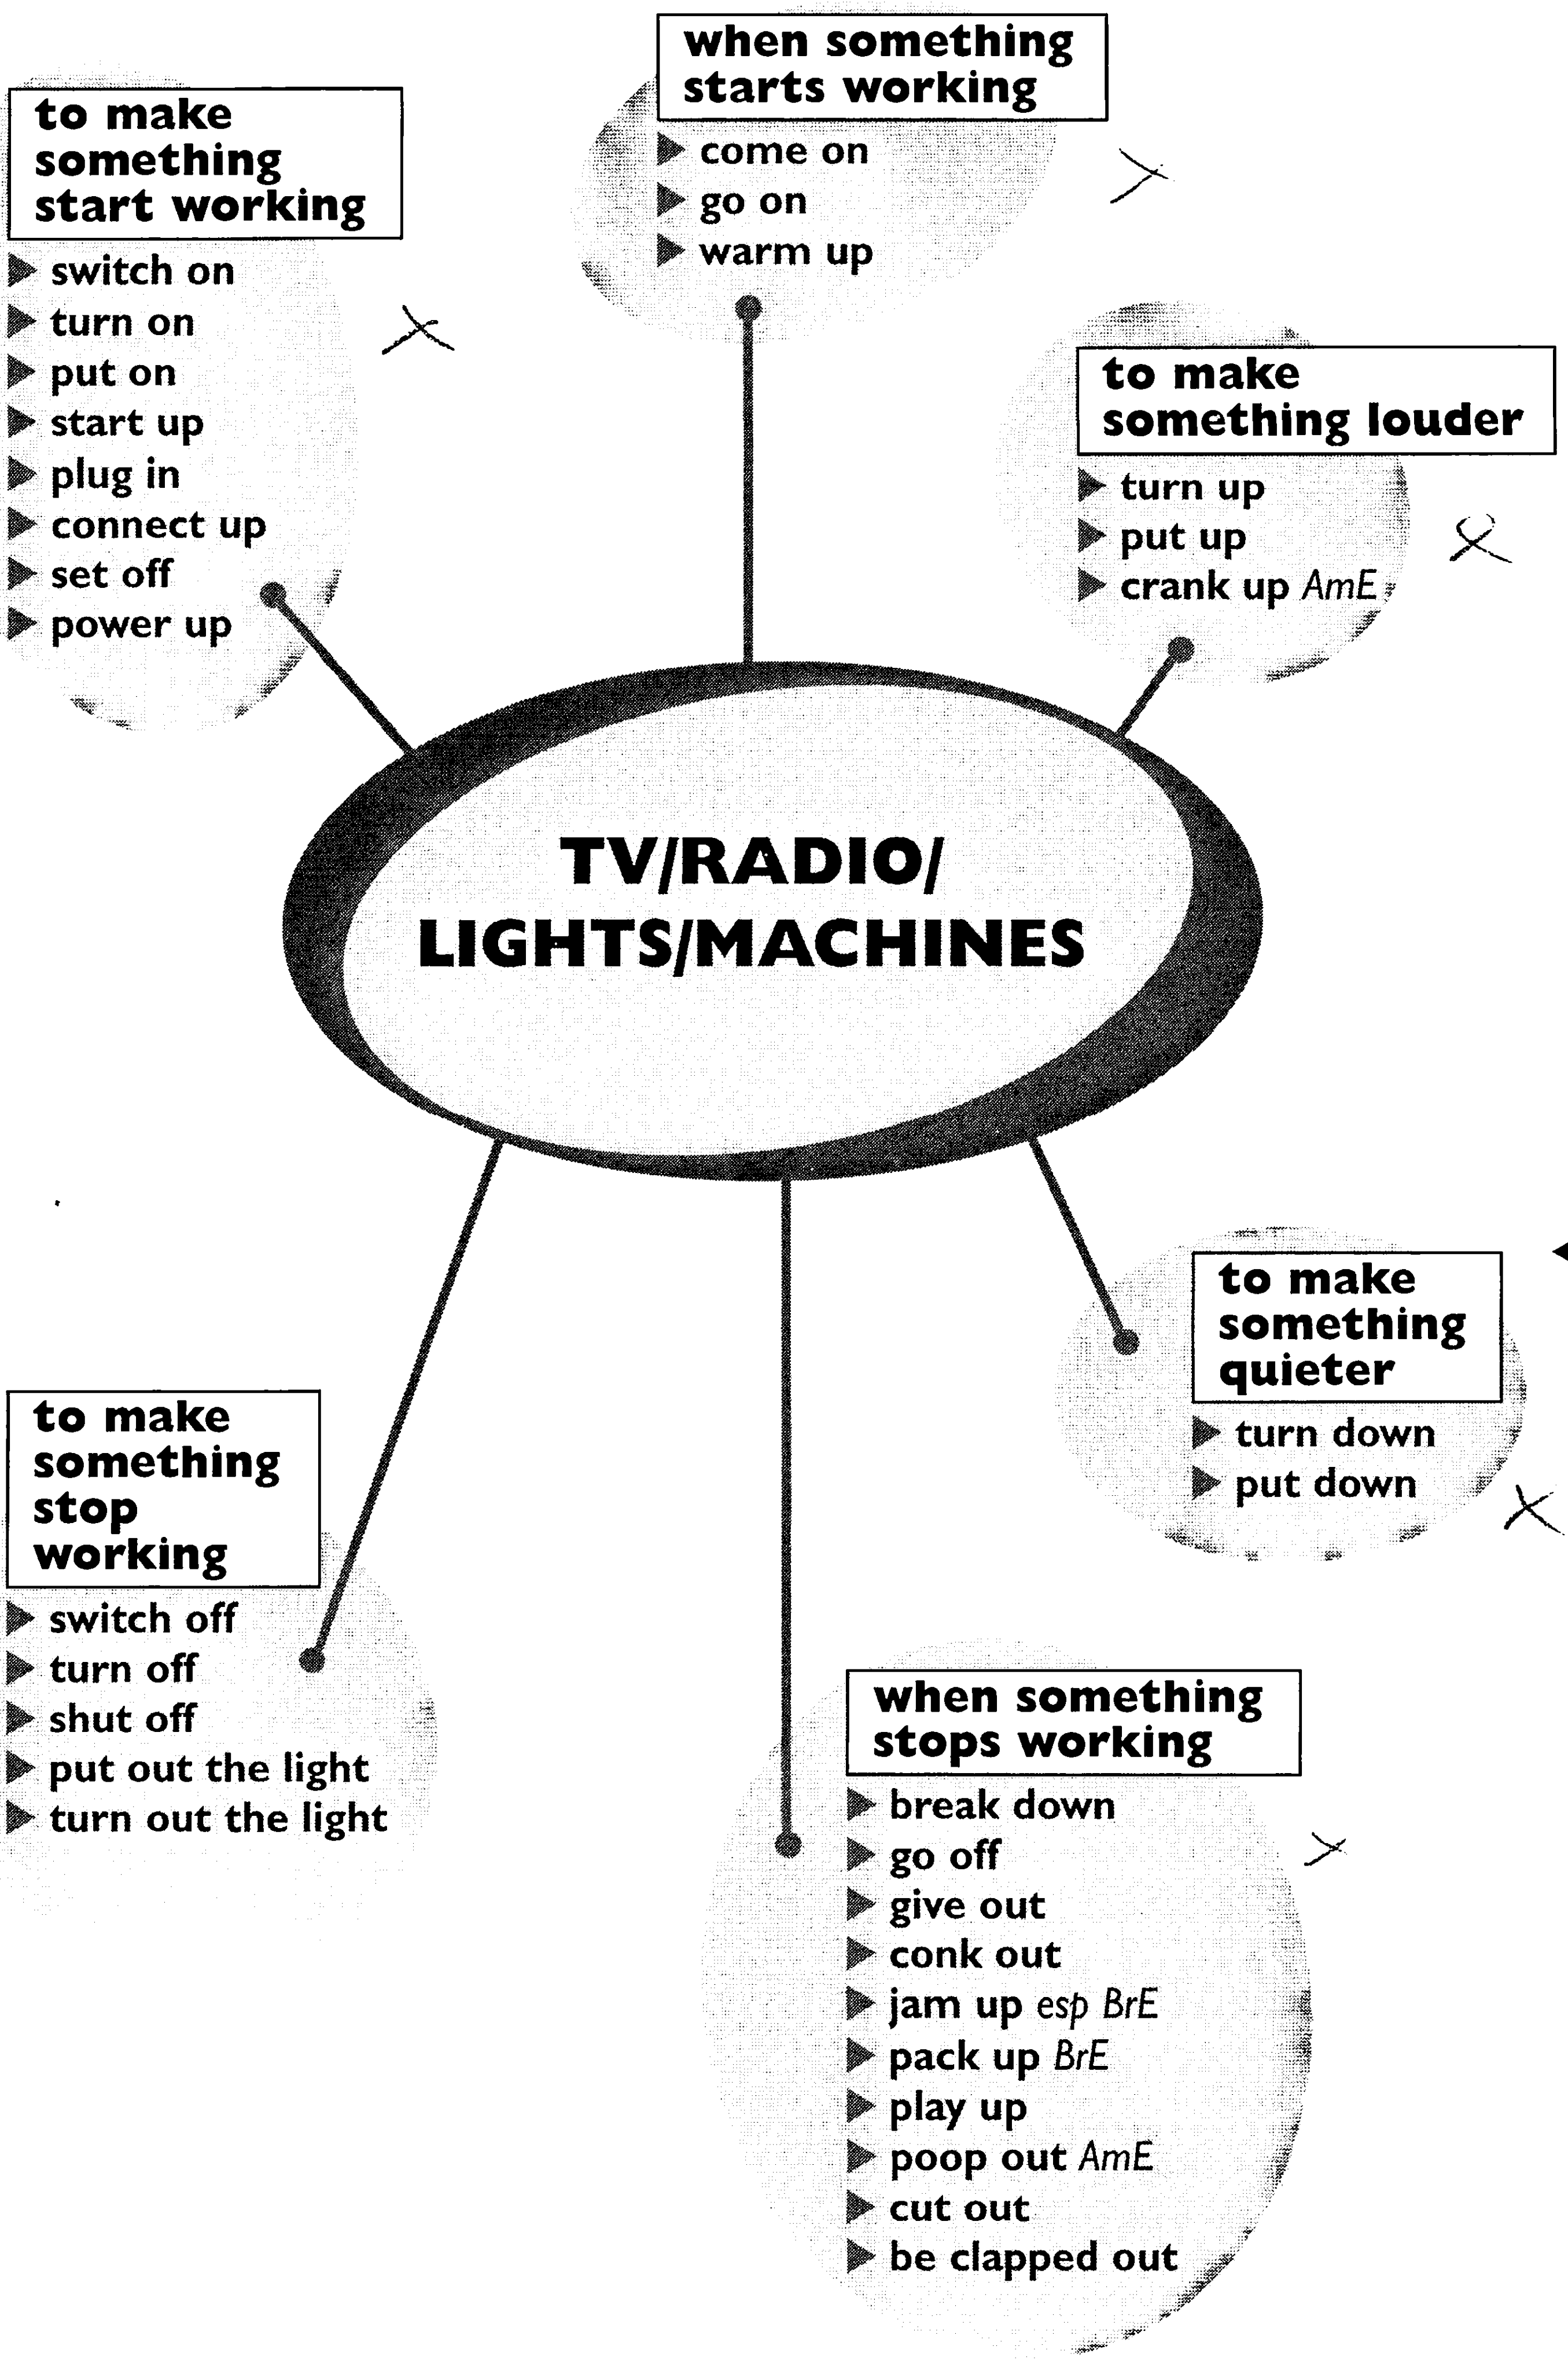 when something
starts working
come on
go on
warm up
to make
something
start working
switch on
turn on
put on
start up
plug in
connect up
set off
power up
to make
something louder
turn up
put up
crank up AmE
TV/RADIO/
LIGHTS/MACHINES
to make
something
quieter
turn down
put down
to make
something
stop
working
switch off
turn off
shut off
put out the light
turn out the light
when something
stops working
break down
go off
give out
conk out
jam up esp BrE
pack up BrE
play up
poop out AmE
cut out
be clapped out